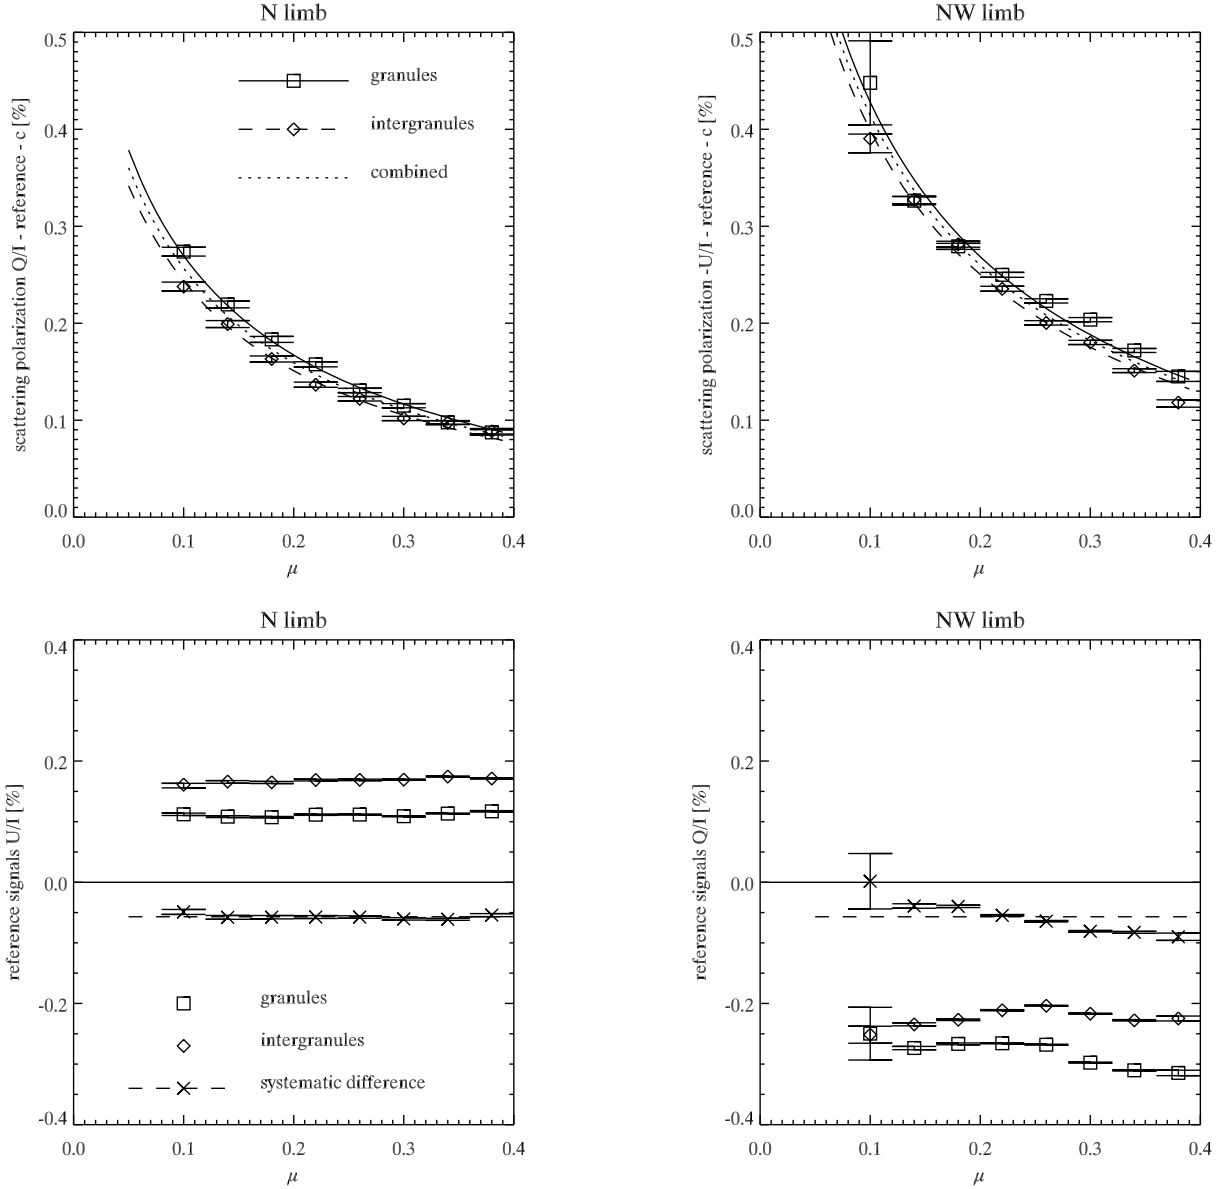 N limb
0.5
0.4
0.3
0.2
0.1
0.0
scattering polarization Q/I - reference - c [%]
granules
intergranules
combined
0.0 0.1 0.2 0.3 0.4
μ
NW limb
0.5
0.4
0.3
0.2
0.1
0.0
scattering polarization -U/I - reference - c [%]
0.0 0.1 0.2 0.3 0.4
μ
N limb
0.4
0.2
0.0
-0.2
-0.4
reference signals U/I [%]
granules
intergranules
systematic difference
0.0 0.1 0.2 0.3 0.4
μ
NW limb
0.4
0.2
0.0
-0.2
-0.4
reference signals Q/I [%]
0.0 0.1 0.2 0.3 0.4
μ